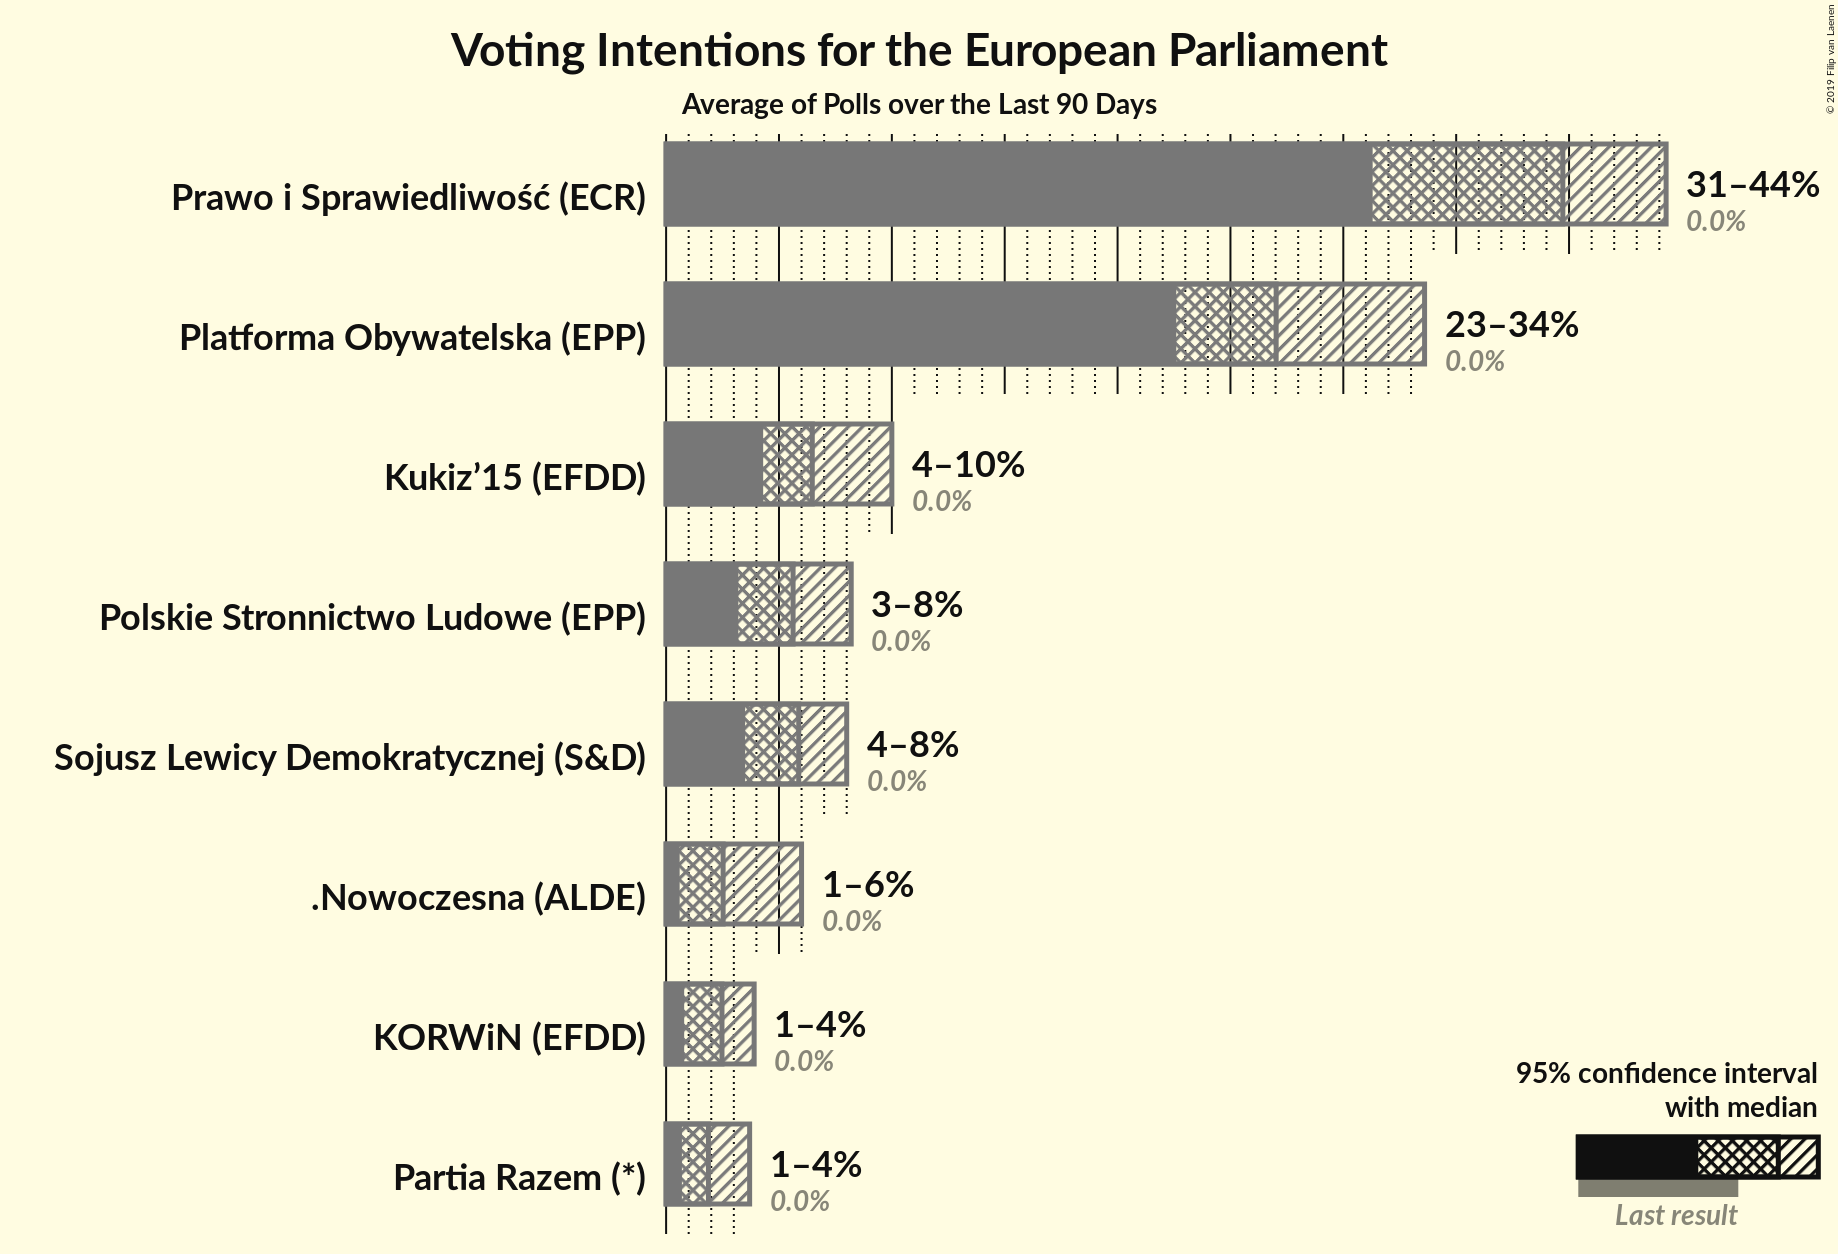 Voting Intentions for the European Parliament
Average of Polls over the Last 90 Days
© 2019 Filip van Laenen
Prawo i Sprawiedliwość (ECR)
31–44%
0.0%
Platforma Obywatelska (EPP)
23–34%
0.0%
Kukiz’15 (EFDD)
4–10%
0.0%
Polskie Stronnictwo Ludowe (EPP)
3–8%
0.0%
Sojusz Lewicy Demokratycznej (S&D)
4–8%
0.0%
.Nowoczesna (ALDE)
1–6%
0.0%
KORWiN (EFDD)
1–4%
0.0%
Partia Razem (*)
1–4%
0.0%
95% confidence interval
with median
Last result